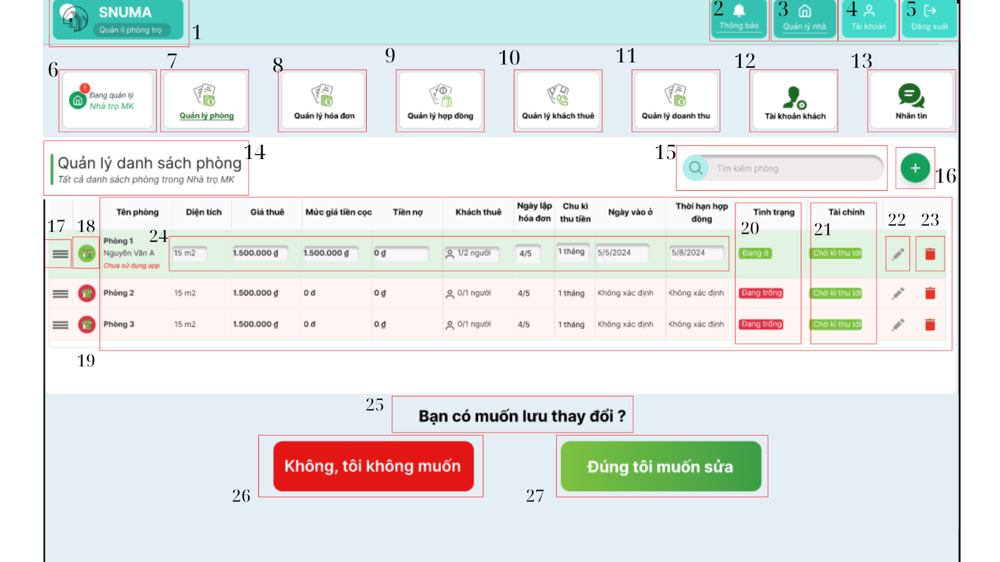 SNUMA
Quản lí phòng trọ
1
2
Thông báo
3
Quản lý nhà
4
Tài khoản
5
Đăng xuất
6
1
Đang quản lý
Nhà trọ MK
7
Quản lý phòng
8
Quản lý hóa đơn
9
Quản lý hợp đồng
10
Quản lý khách thuê
11
Quản lý doanh thu
12
Tài khoản khách
13
Nhắn tin
14
Quản lý danh sách phòng
Tất cả danh sách phòng trong Nhà trọ MK
15
Tìm kiếm phòng
+
16
Tên phòng Diện tích Giá thuê Mức giá tiền cọc Tiền nợ Khách thuê Ngày lập hóa đơn Chu kì thu tiền Ngày vào ở Thời hạn hợp đồng Tình trạng Tài chính
17 18 24 20 21 22 23
Phòng 1
Nguyễn Văn A
Chưa sử dụng app
15 m2 1.500.000 ₫ 1.500.000 ₫ 0 ₫ 1/2 người 4/5 1 tháng 5/5/2024 5/8/2024 Đang ở Chờ kì thu tới
Phòng 2 15 m2 1.500.000 ₫ 0 đ 0 ₫ 0/1 người 4/5 1 tháng Không xác định Không xác định Đang trống Chờ kì thu tới
Phòng 3 15 m2 1.500.000 ₫ 0 đ 0 ₫ 0/1 người 4/5 1 tháng Không xác định Không xác định Đang trống Chờ kì thu tới
19
25
Bạn có muốn lưu thay đổi ?
Không, tôi không muốn
26
Đúng tôi muốn sửa
27